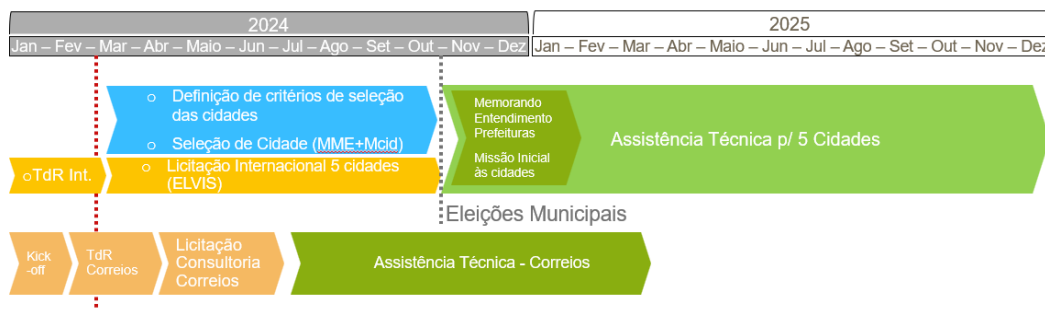 2024
2025
Jan – Fev – Mar – Abr – Maio – Jun – Jul – Ago – Set – Out – Nov – Dez
Jan – Fev – Mar – Abr – Maio – Jun – Jul – Ago – Set – Out – Nov – Dez
o Definição de critérios de seleção
das cidades
o Seleção de Cidade (MME+Mcid)
Memorando
Entendimento
Prefeituras
Missão Inicial
às cidades
Assistência Técnica p/ 5 Cidades
oTdR Int.
o Licitação Internacional 5 cidades
(ELVIS)
Eleições Municipais
Kick
-off
TdR
Correios
Licitação
Consultoria
Correios
Assistência Técnica - Correios